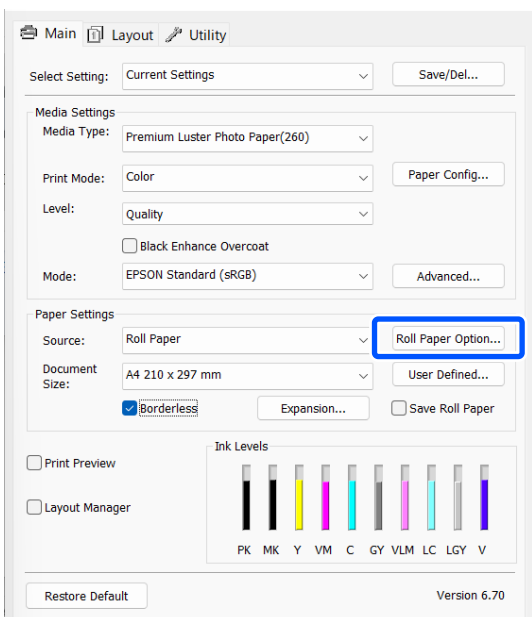 Main Layout Utility
Select Setting: Current Settings Save/Del...
Media Settings
Media Type: Premium Luster Photo Paper(260)
Print Mode: Color Paper Config...
Level: Quality
Black Enhance Overcoat
Mode: EPSON Standard (sRGB) Advanced...
Paper Settings
Source: Roll Paper Roll Paper Option...
Document
Size: A4 210 x 297 mm User Defined...
Borderless Expansion... Save Roll Paper
Ink Levels
Print Preview
Layout Manager
PK MK Y VM C GY VLM LC LGY V
Restore Default Version 6.70